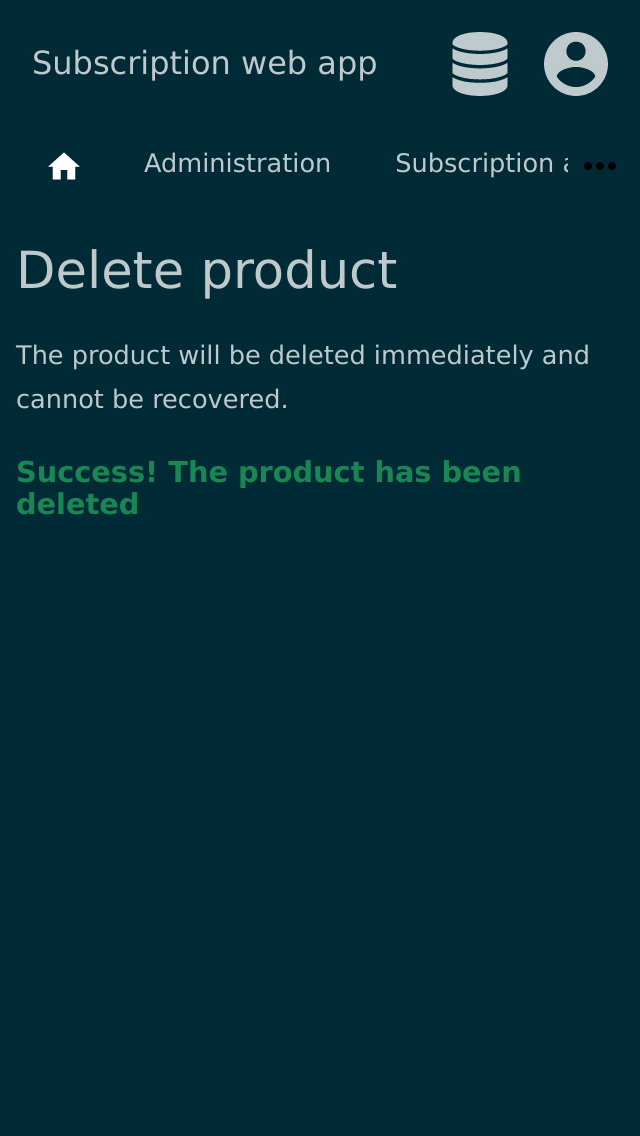 Subscription web app
Administration
Subscription
Delete product
The product will be deleted immediately and
cannot be recovered.
Success! The product has been
deleted